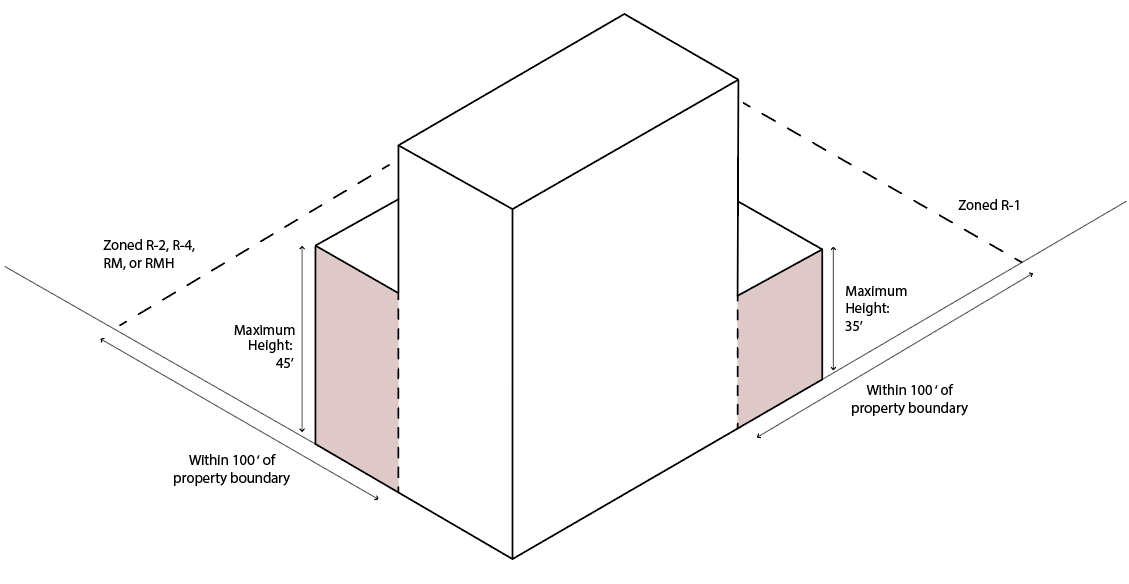 Zoned R-1
Zoned R-2, R-4,
RM, or RMH
Maximum
Height:
45’
Maximum
Height:
35’
Within 100‘ of
property boundary
Within 100‘ of
property boundary